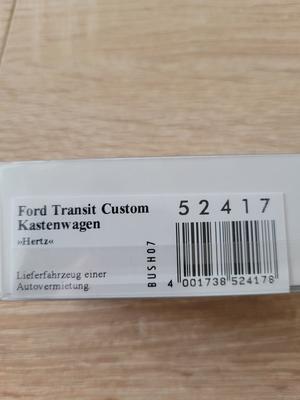 Ford Transit Custom
Kastenwagen
»Hertz«
Lieferfahrzeug einer
Autovermietung.
52417
BUSH07
4 001738 524178